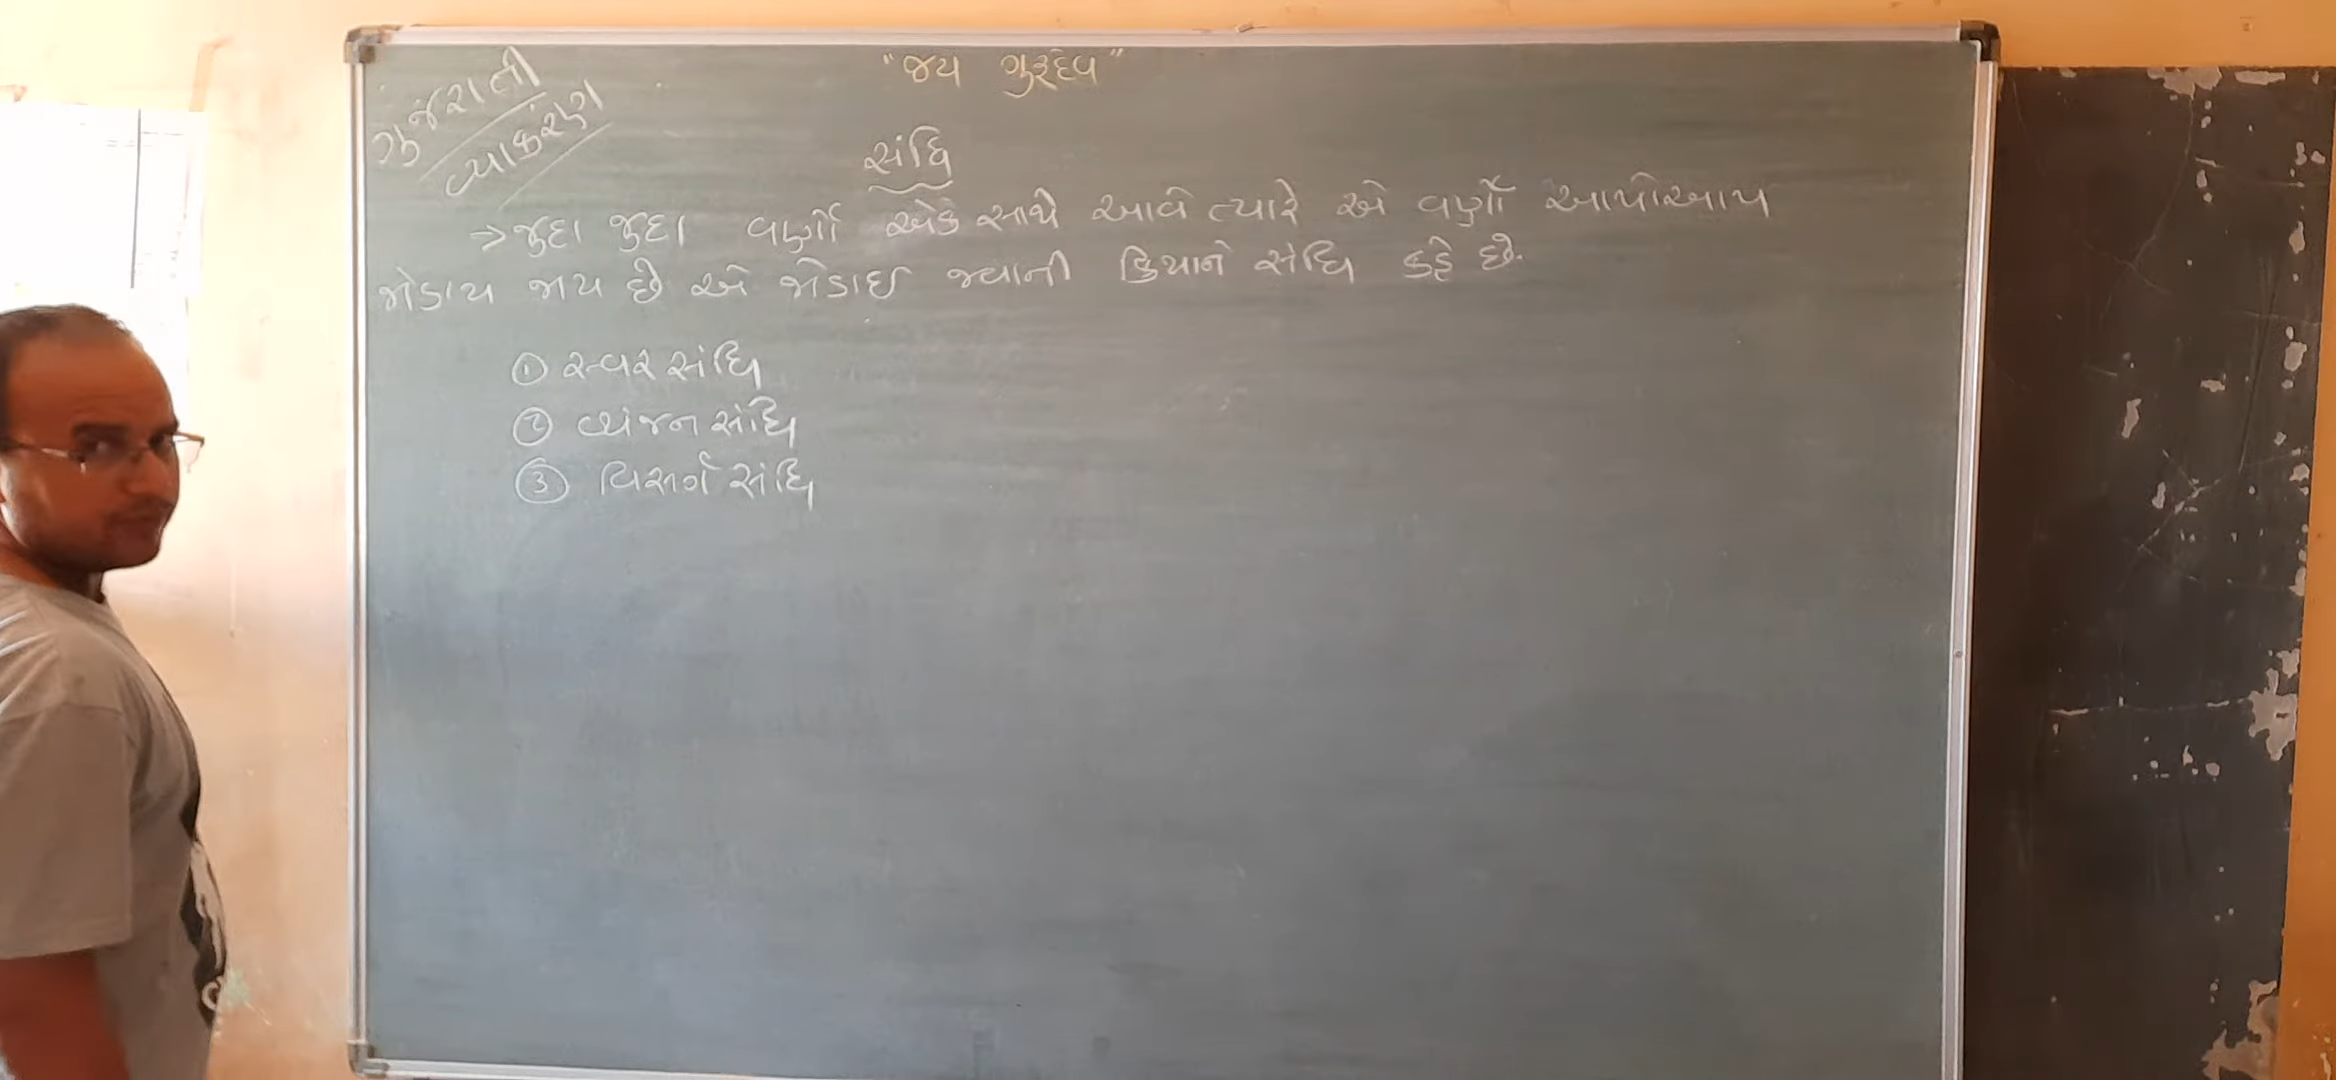 "જય ગુરૂદેવ"
ગુજરાતી
વ્યાકરણ
સંધિ
→ જુદા જુદા વર્ણો એક સાથે આવે ત્યારે એ વર્ણો આપોઆપ
જોડાય જાય છે એ જોડાઈ જવાની ક્રિયાને સંધિ કહે છે.
① સ્વર સંધિ
② વ્યંજન સંધિ
③ વિસર્ગ સંધિ